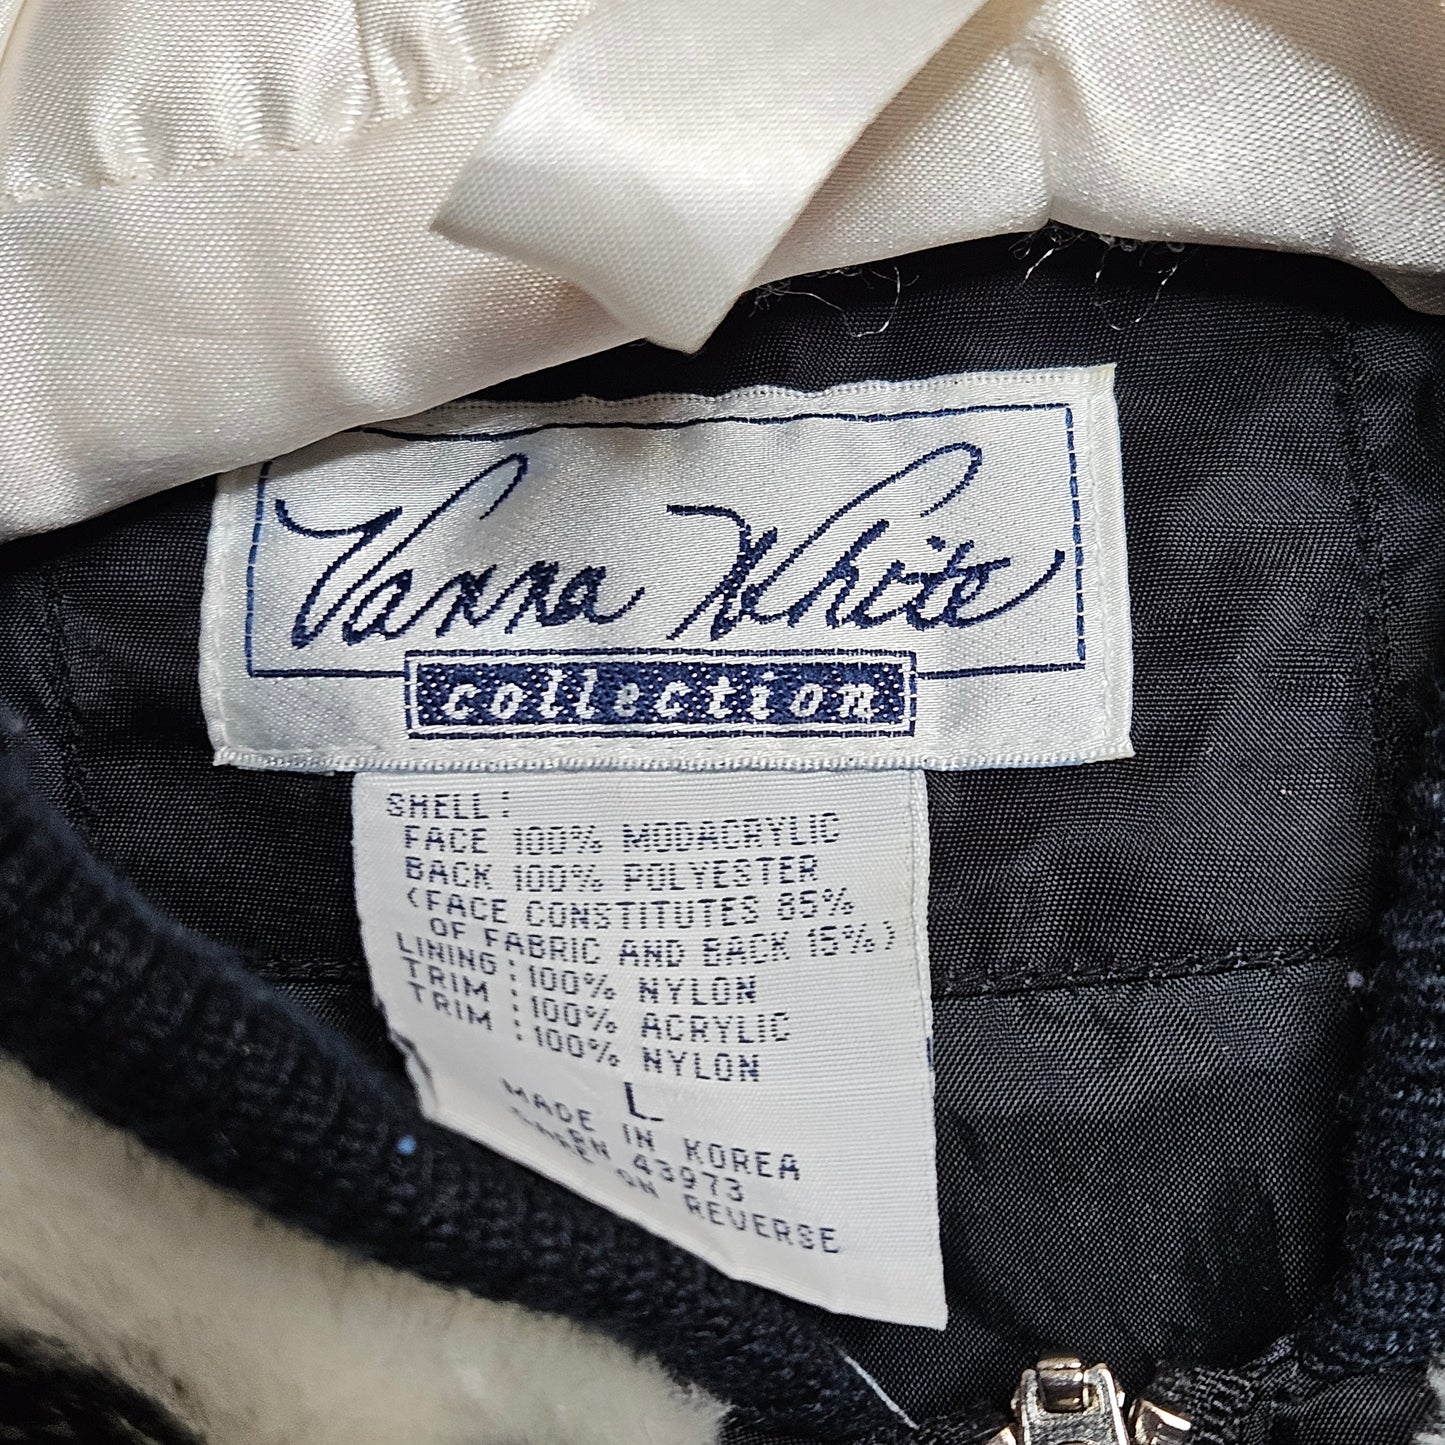 Vanna White
collection
SHELL:
FACE 100% MODACRYLIC
BACK 100% POLYESTER
(FACE CONSTITUTES 85%
OF FABRIC AND BACK 15%)
LINING: 100% NYLON
TRIM : 100% ACRYLIC
TRIM : 100% NYLON
L
MADE IN KOREA
43973
ON REVERSE